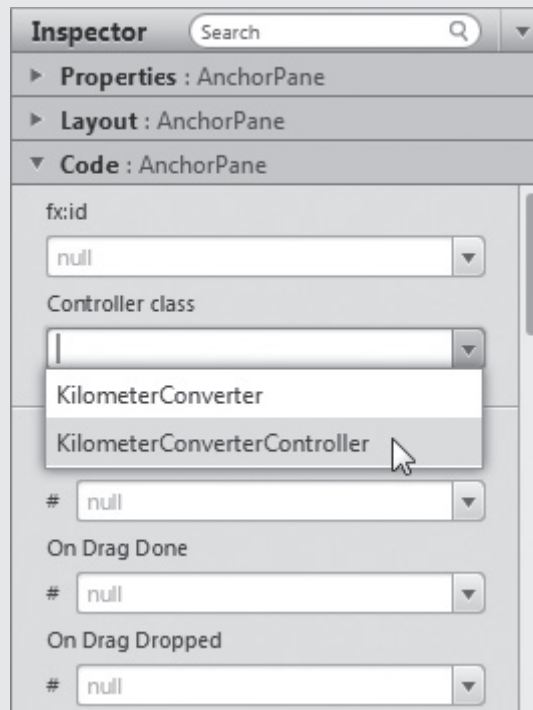 Inspector
Search
Properties : AnchorPane
Layout : AnchorPane
Code : AnchorPane
fx:id
null
Controller class
KilometerConverter
KilometerConverterController
# null
On Drag Done
# null
On Drag Dropped
# null